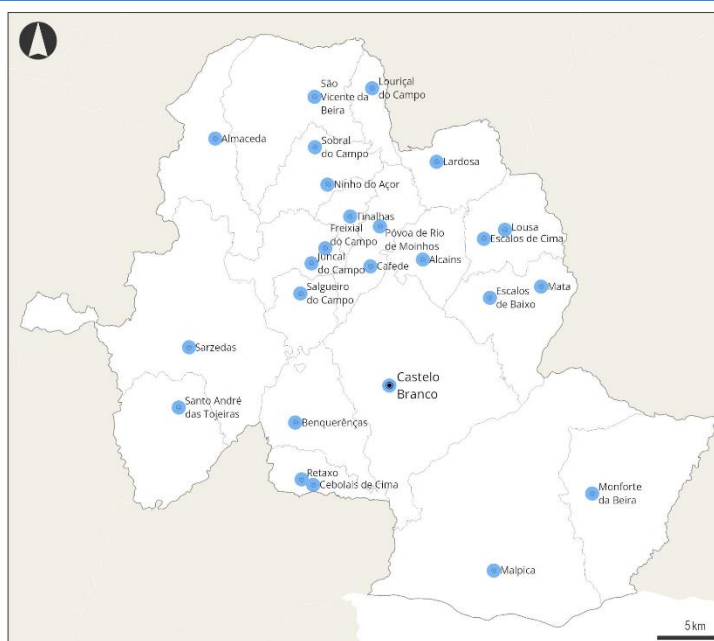 São
Vicente da
Beira
Louriçal
do Campo
Almaceda
Sobral
do Campo
Lardosa
Ninho do Açor
Tinalhas
Freixial
do Campo
Póvoa de Rio
de Moinhos
Lousa
Escalos de Cima
Juncal
do Campo
Cafede
Alcains
Salgueiro
do Campo
Escalos
de Baixo
Mata
Sarzedas
Castelo
Branco
Santo André
das Tojeiras
Benquerênças
Retaxo
Cebolais de Cima
Monforte
da Beira
Malpica
5 km